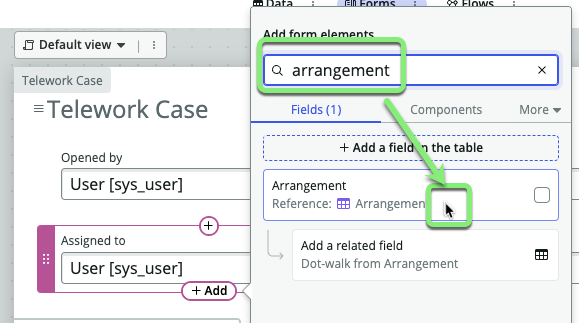 Data Forms Flows
Default view
Add form elements
arrangement
Telework Case
Telework Case
Fields (1) Components More
+ Add a field in the table
Opened by
User [sys_user]
Arrangement
Reference: Arrangement
Assigned to
User [sys_user]
Add a related field
Dot-walk from Arrangement
+ Add